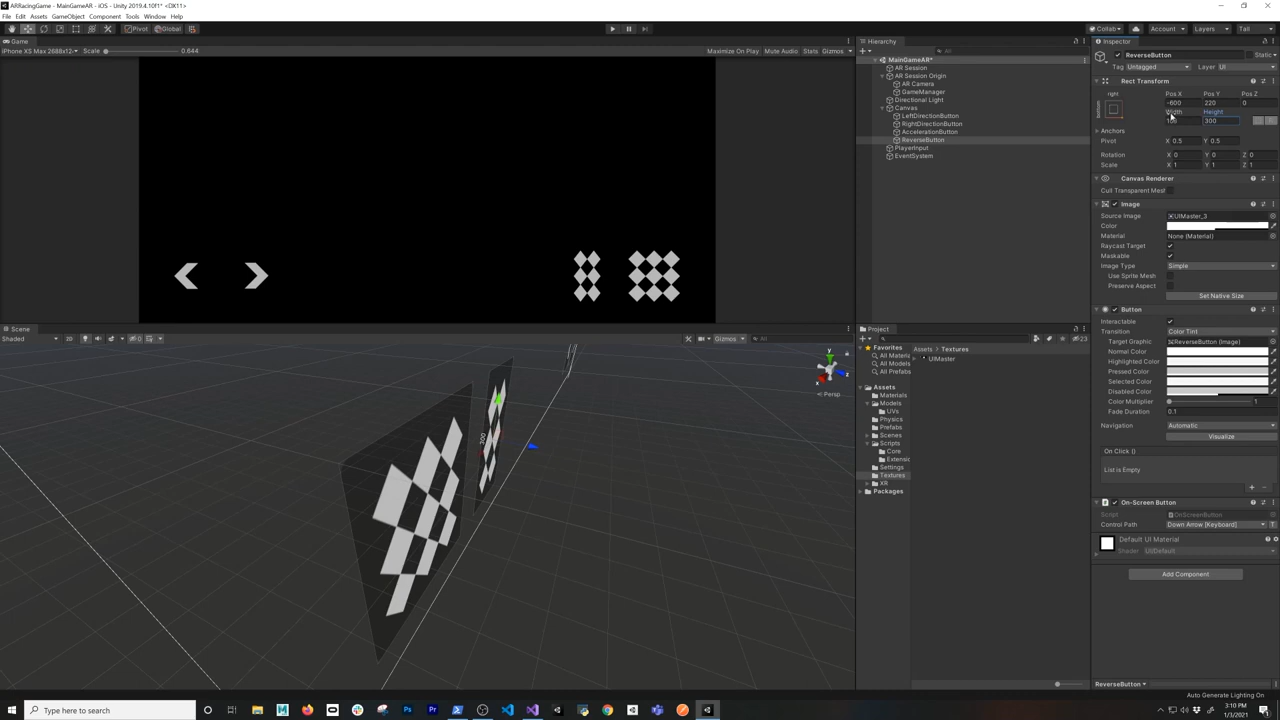 ARRacingGame - MainGameAR - iOS - Unity 2019.4.10f1* <DX11>
File Edit Assets GameObject Component Tools Window Help
Pivot Global Collab Account Layers Tall
Game
iPhone XS Max 2688x12 Scale 0.644 Maximize On Play Mute Audio Stats Gizmos
Hierarchy
All
MainGameAR*
AR Session
AR Session Origin
AR Camera
GameManager
Directional Light
Canvas
LeftDirectionButton
RightDirectionButton
AccelerationButton
ReverseButton
PlayerInput
EventSystem
Scene
Shaded 2D 0 Gizmos All
y
x
z
Persp
200
Project
23
Favorites
All Materia
All Models
All Prefabs
Assets
Materials
Models
UVs
Physics
Prefabs
Scenes
Scripts
Core
Extensio
Settings
Textures
XR
Packages
Assets > Textures
UIMaster
Inspector
ReverseButton Static
Tag Untagged Layer UI
Rect Transform
right
bottom
Pos X Pos Y Pos Z
-600 220 0
Width Height
300
R
Anchors
Pivot X 0.5 Y 0.5
Rotation X 0 Y 0 Z 0
Scale X 1 Y 1 Z 1
Canvas Renderer
Cull Transparent Mesh
Image
Source Image UIMaster_3
Color
Material None (Material)
Raycast Target
Maskable
Image Type Simple
Use Sprite Mesh
Preserve Aspect
Set Native Size
Button
Interactable
Transition Color Tint
Target Graphic ReverseButton (Image)
Normal Color
Highlighted Color
Pressed Color
Selected Color
Disabled Color
Color Multiplier 1
Fade Duration 0.1
Navigation Automatic
Visualize
On Click ()
List is Empty
On-Screen Button
Script OnScreenButton
Control Path Down Arrow [Keyboard] T
Default UI Material
Shader UI/Default
Add Component
ReverseButton
Auto Generate Lighting On
Type here to search
3:10 PM
1/3/2021